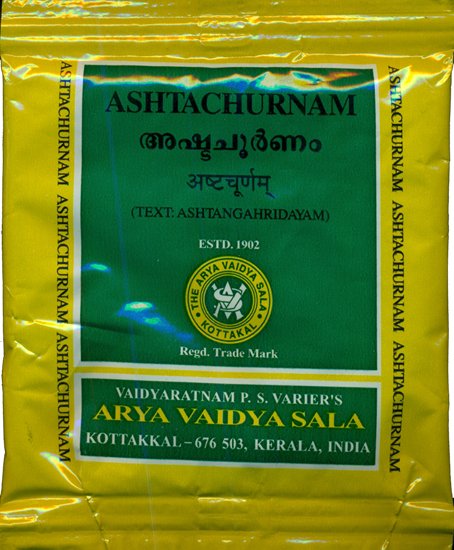 ASHTACHURNAM
അഷ്ടചൂർണം
अष्टचूर्णम्
(TEXT: ASHTANGAHRIDAYAM)
ESTD. 1902
THE ARYA VAIDYA SALA
KOTTAKAL
Regd. Trade Mark
VAIDYARATNAM P. S. VARIER'S
ARYA VAIDYA SALA
KOTTAKKAL – 676 503, KERALA, INDIA
ASHTACHURNAM ASHTACHURNAM ASHTACHURNAM
ASHTACHURNAM ASHTACHURNAM ASHTACHURNAM